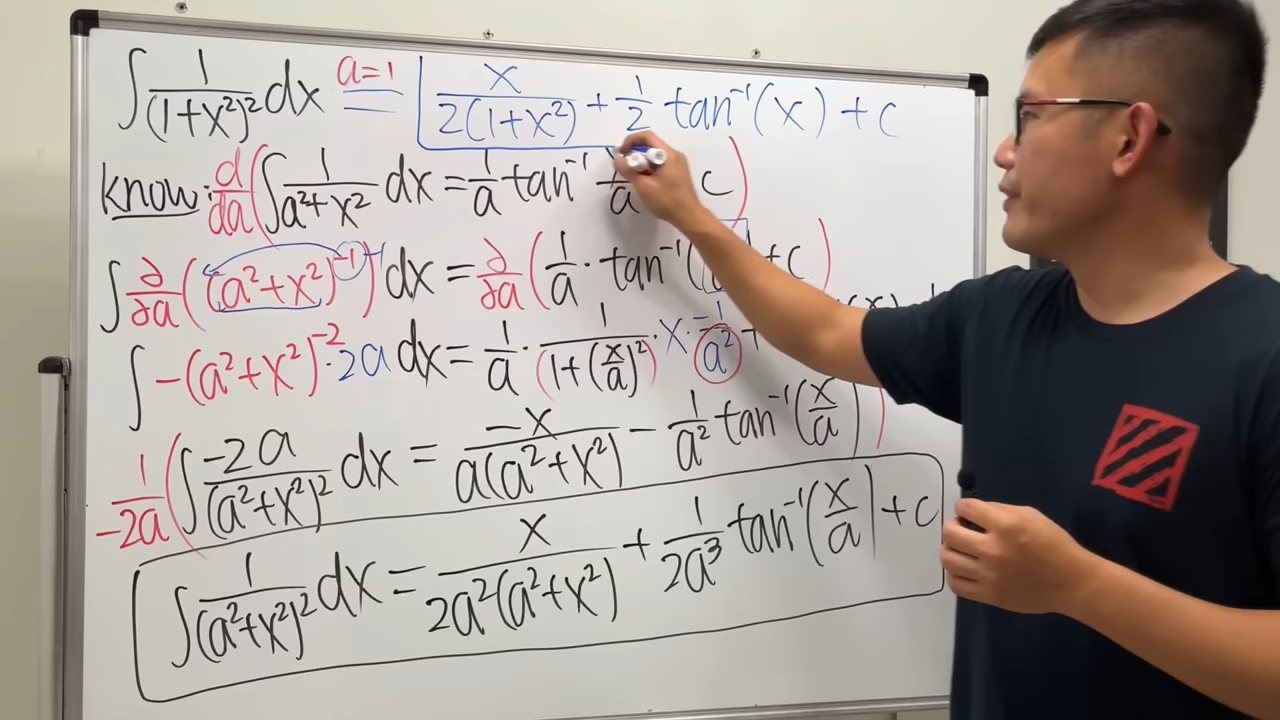 ∫ 1/(1+x²)² dx =(a=1) x/(2(1+x²)) + 1/2 tan⁻¹(x) + c
know: d/da (∫ 1/(a²+x²) dx = 1/a tan⁻¹ x/a c)
∫ ∂/∂a ((a²+x²)⁻¹) dx = ∂/∂a (1/a · tan⁻¹( +c)
∫ -(a²+x²)⁻² · 2a dx = 1/a · 1/(1+(x/a)²) · x · -1/a² +
1/-2a (∫ -2a/(a²+x²)² dx = -x/(a(a²+x²)) - 1/a² tan⁻¹(x/a))
∫ 1/(a²+x²)² dx = x/(2a²(a²+x²)) + 1/(2a³) tan⁻¹(x/a) + c